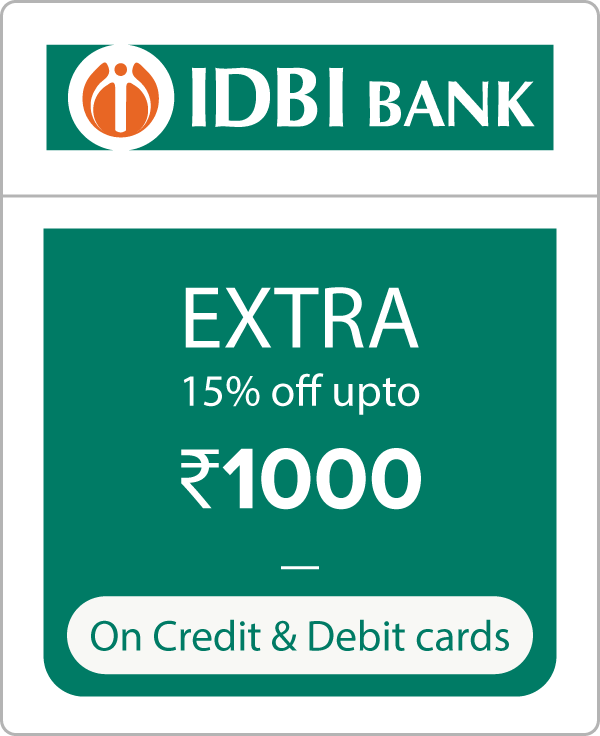 IDBI BANK
EXTRA
15% off upto
₹1000
On Credit & Debit cards